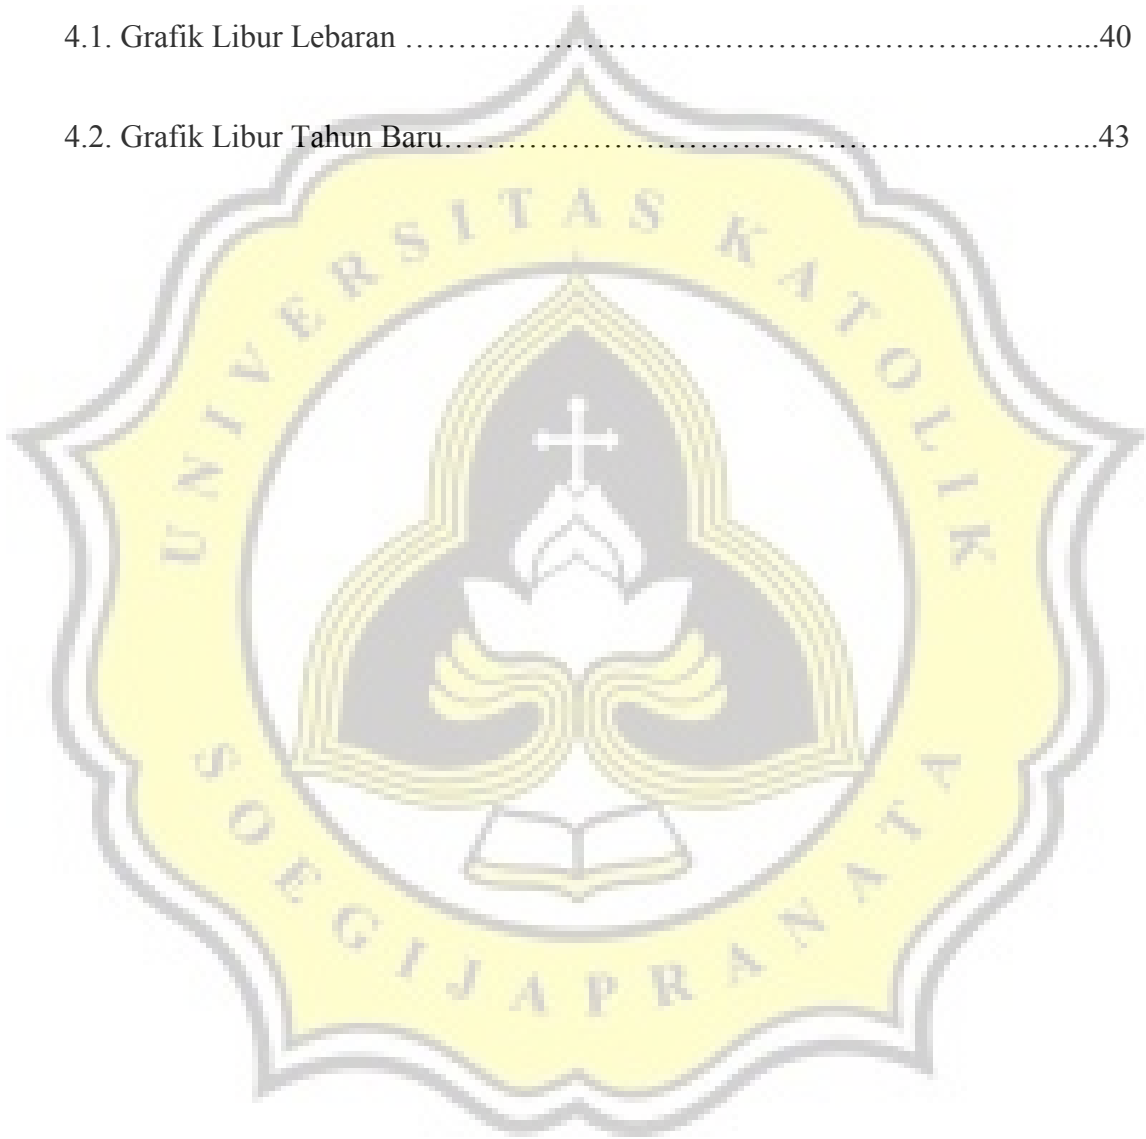 4.1. Grafik Libur Lebaran …………………………………………………………...40
4.2. Grafik Libur Tahun Baru………………………………………………………..43
UNIVERSITAS KATOLIK
SOEGIJAPRANATA